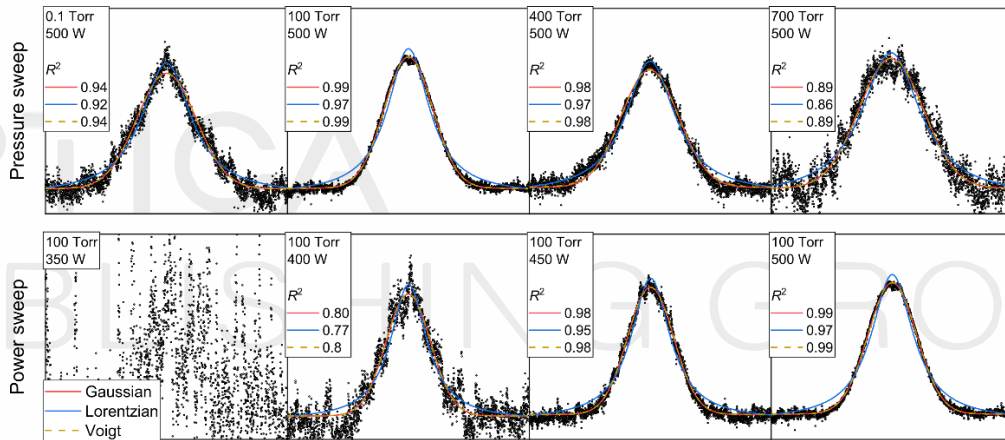 Pressure sweep
0.1 Torr
500 W
R²
0.94
0.92
0.94
100 Torr
500 W
R²
0.99
0.97
0.99
400 Torr
500 W
R²
0.98
0.97
0.98
700 Torr
500 W
R²
0.89
0.86
0.89
Power sweep
100 Torr
350 W
Gaussian
Lorentzian
Voigt
100 Torr
400 W
R²
0.80
0.77
0.8
100 Torr
450 W
R²
0.98
0.95
0.98
100 Torr
500 W
R²
0.99
0.97
0.99
TICA
BLISHING GRO